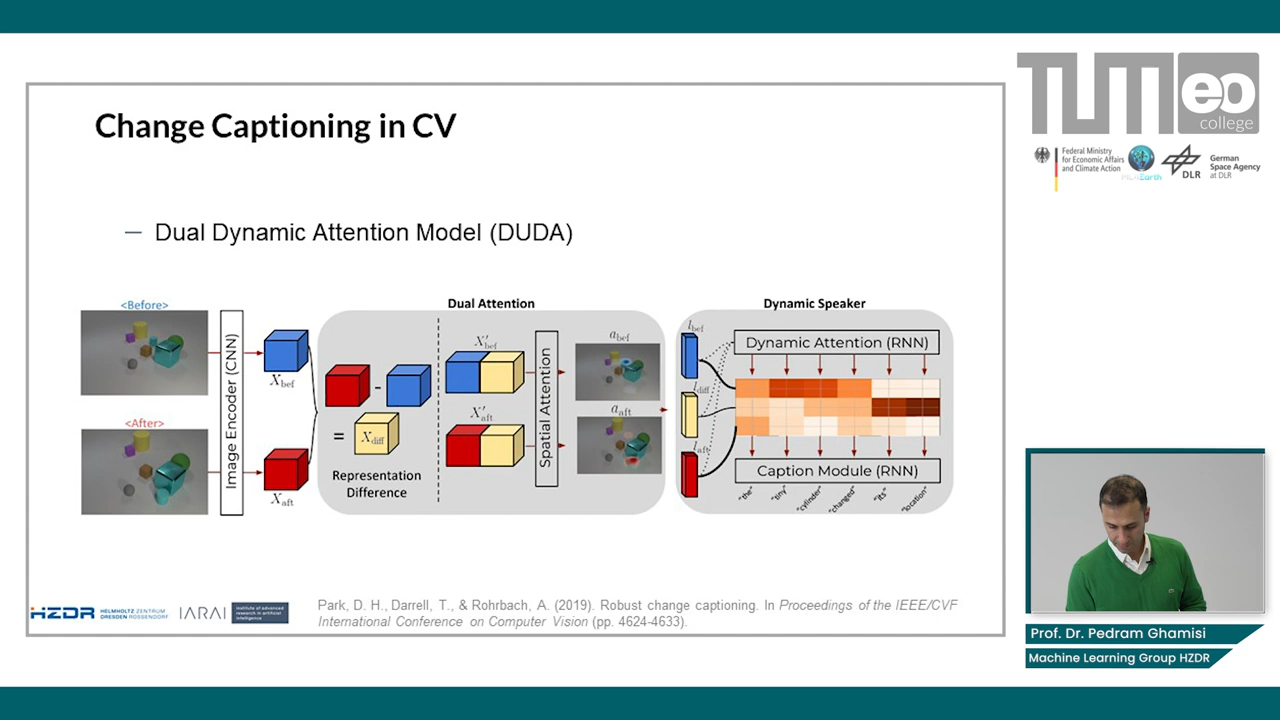 TUM eo
college
Federal Ministry
for Economic Affairs
and Climate Action
ML4Earth
DLR
German
Space Agency
at DLR
Change Captioning in CV
— Dual Dynamic Attention Model (DUDA)
<Before>
<After>
Image Encoder (CNN)
X_bef
X_aft
Dual Attention
-
= X_diff
Representation
Difference
X'_bef
X'_aft
Spatial Attention
a_bef
a_aft
Dynamic Speaker
l_bef
l_diff
l_aft
Dynamic Attention (RNN)
Caption Module (RNN)
"the" "tiny" "cylinder" "changed" "its" "location"
HZDR HELMHOLTZ ZENTRUM
DRESDEN ROSSENDORF
IARAI institute of advanced
research in artificial
intelligence
Park, D. H., Darrell, T., & Rohrbach, A. (2019). Robust change captioning. In Proceedings of the IEEE/CVF
International Conference on Computer Vision (pp. 4624-4633).
Prof. Dr. Pedram Ghamisi
Machine Learning Group HZDR